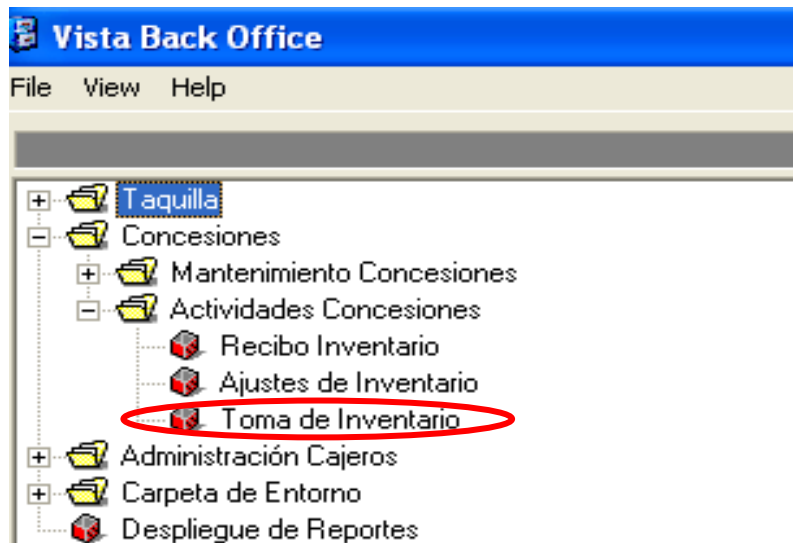 Vista Back Office
File View Help
Taquilla
Concesiones
Mantenimiento Concesiones
Actividades Concesiones
Recibo Inventario
Ajustes de Inventario
Toma de Inventario
Administración Cajeros
Carpeta de Entorno
Despliegue de Reportes